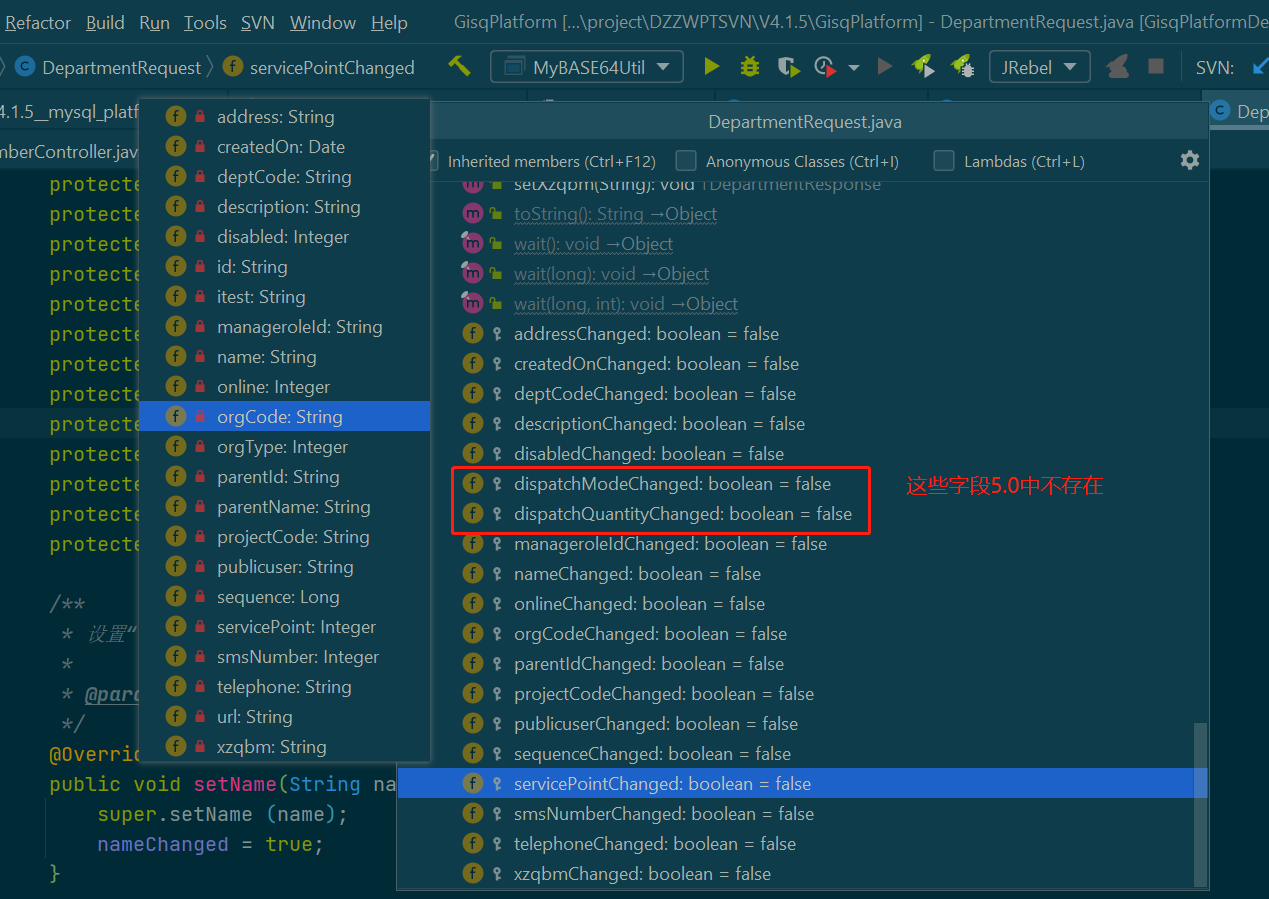 Refactor Build Run Tools SVN Window Help GisqPlatform [...\project\DZZWPTSVN\V4.1.5\GisqPlatform] - DepartmentRequest.java [GisqPlatformDe
DepartmentRequest servicePointChanged MyBASE64Util JRebel SVN:
4.1.5__mysql_platf
Dep
mberController.jav
protecte
protecte
protecte
protecte
protecte
protecte
protecte
protecte
protecte
protecte
protecte
protecte
protecte
/**
* 设置“
*
* @para
*/
@Overrid
public void setName(String na
super.setName (name);
nameChanged = true;
}
address: String
createdOn: Date
deptCode: String
description: String
disabled: Integer
id: String
itest: String
manageroleId: String
name: String
online: Integer
orgCode: String
orgType: Integer
parentId: String
parentName: String
projectCode: String
publicuser: String
sequence: Long
servicePoint: Integer
smsNumber: Integer
telephone: String
url: String
xzqbm: String
DepartmentRequest.java
Inherited members (Ctrl+F12) Anonymous Classes (Ctrl+I) Lambdas (Ctrl+L)
setXzqbm(String): void ↑DepartmentResponse
toString(): String →Object
wait(): void →Object
wait(long): void →Object
wait(long, int): void →Object
addressChanged: boolean = false
createdOnChanged: boolean = false
deptCodeChanged: boolean = false
descriptionChanged: boolean = false
disabledChanged: boolean = false
dispatchModeChanged: boolean = false
这些字段5.0中不存在
dispatchQuantityChanged: boolean = false
manageroleIdChanged: boolean = false
nameChanged: boolean = false
onlineChanged: boolean = false
orgCodeChanged: boolean = false
parentIdChanged: boolean = false
projectCodeChanged: boolean = false
publicuserChanged: boolean = false
sequenceChanged: boolean = false
servicePointChanged: boolean = false
smsNumberChanged: boolean = false
telephoneChanged: boolean = false
xzqbmChanged: boolean = false